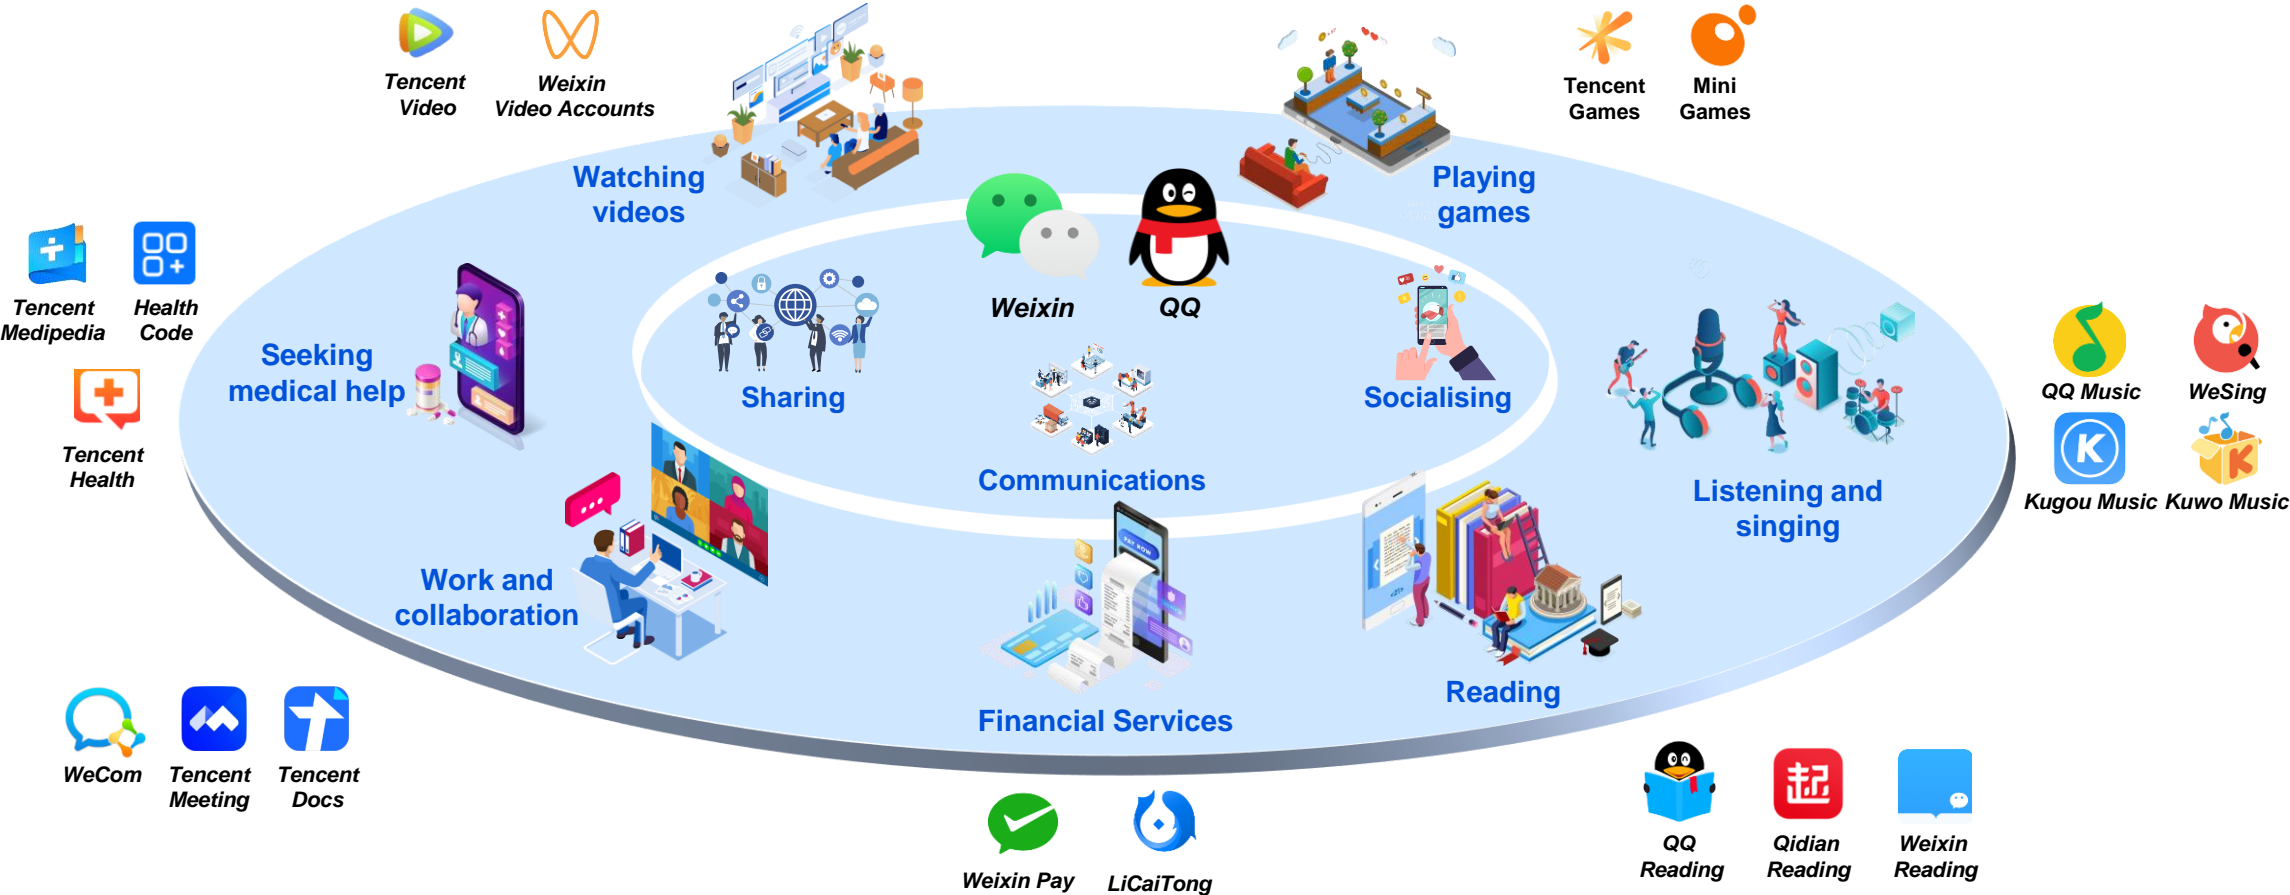 Tencent
Video
Weixin
Video Accounts
Tencent
Games
Mini
Games
Watching
videos
Playing
games
Tencent
Medipedia
Health
Code
Tencent
Health
Seeking
medical help
Weixin
QQ
Sharing
Socialising
Communications
QQ Music
WeSing
K
Kugou Music
K
Kuwo Music
Listening and
singing
Work and
collaboration
PAY NOW
Financial Services
Reading
WeCom
Tencent
Meeting
Tencent
Docs
Weixin Pay
LiCaiTong
QQ
Reading
起
Qidian
Reading
Weixin
Reading